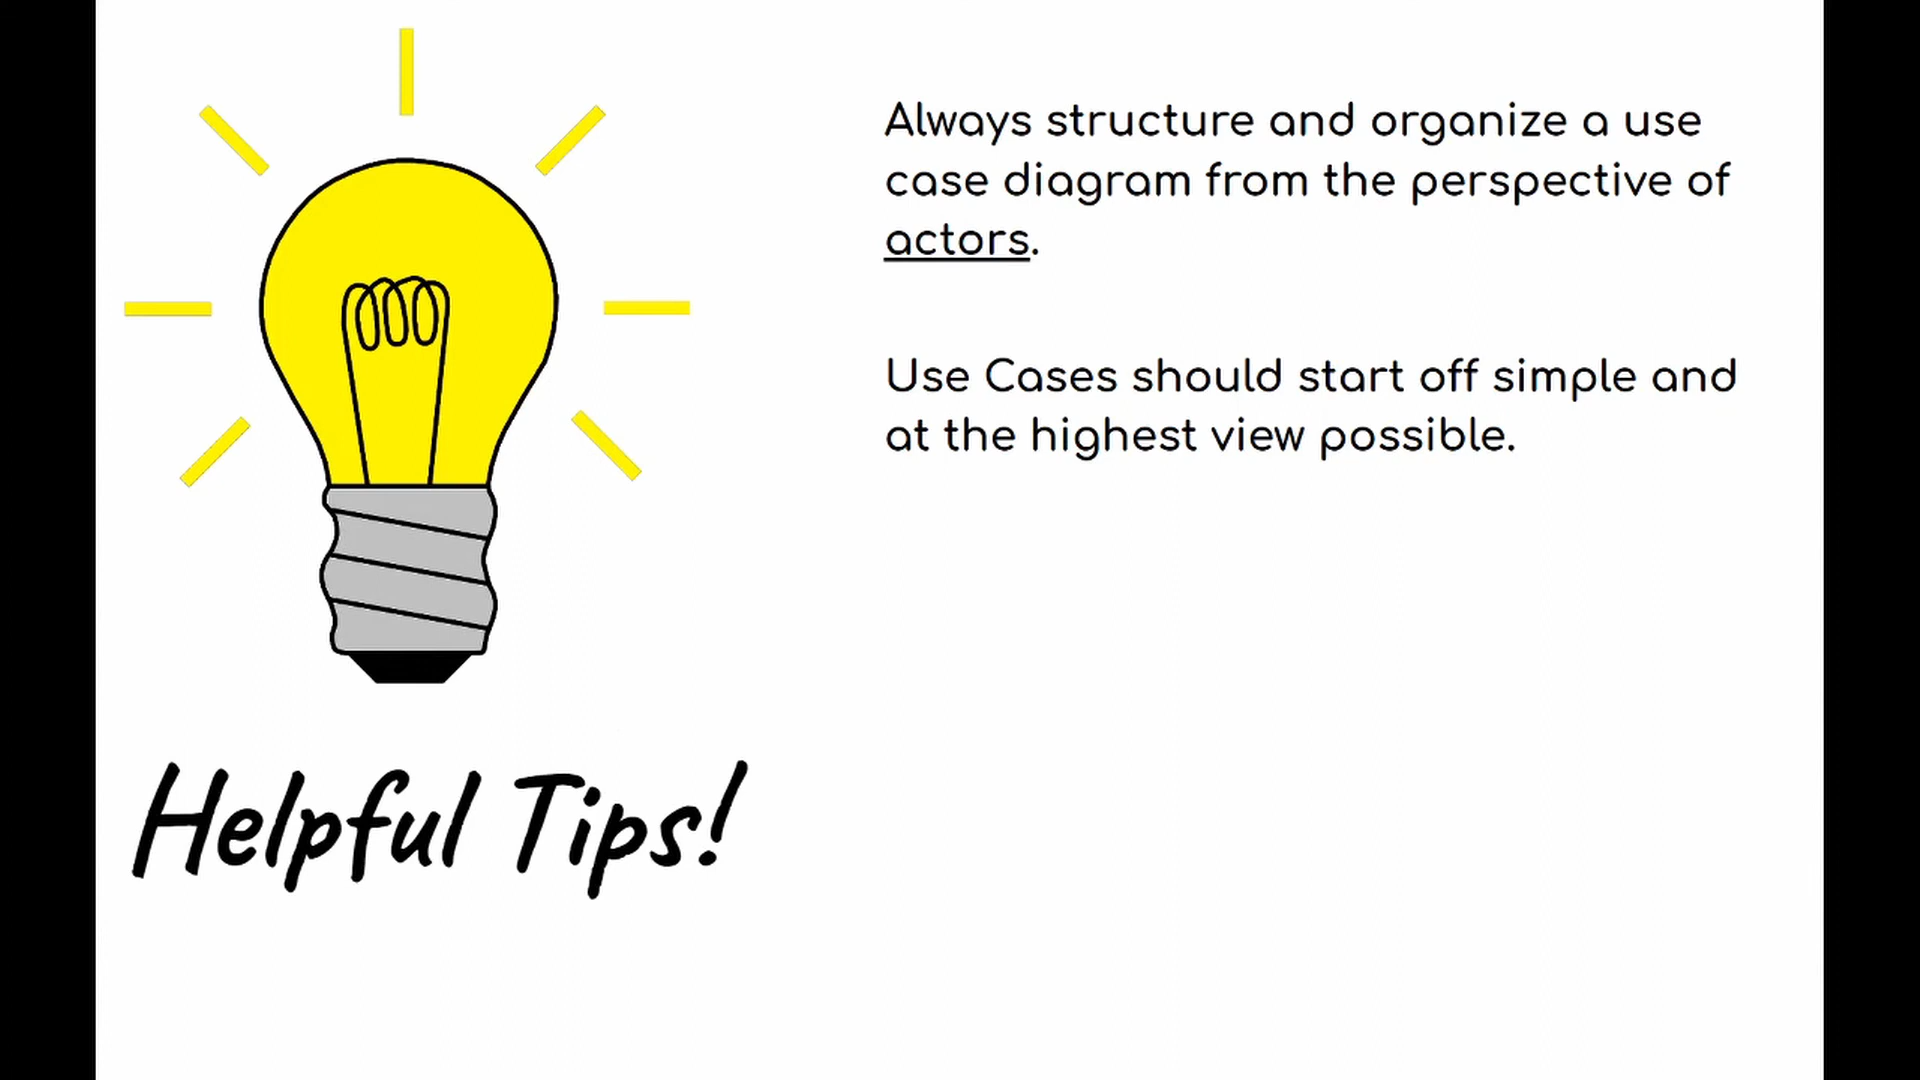 Always structure and organize a use
case diagram from the perspective of
actors.
Use Cases should start off simple and
at the highest view possible.
Helpful Tips!